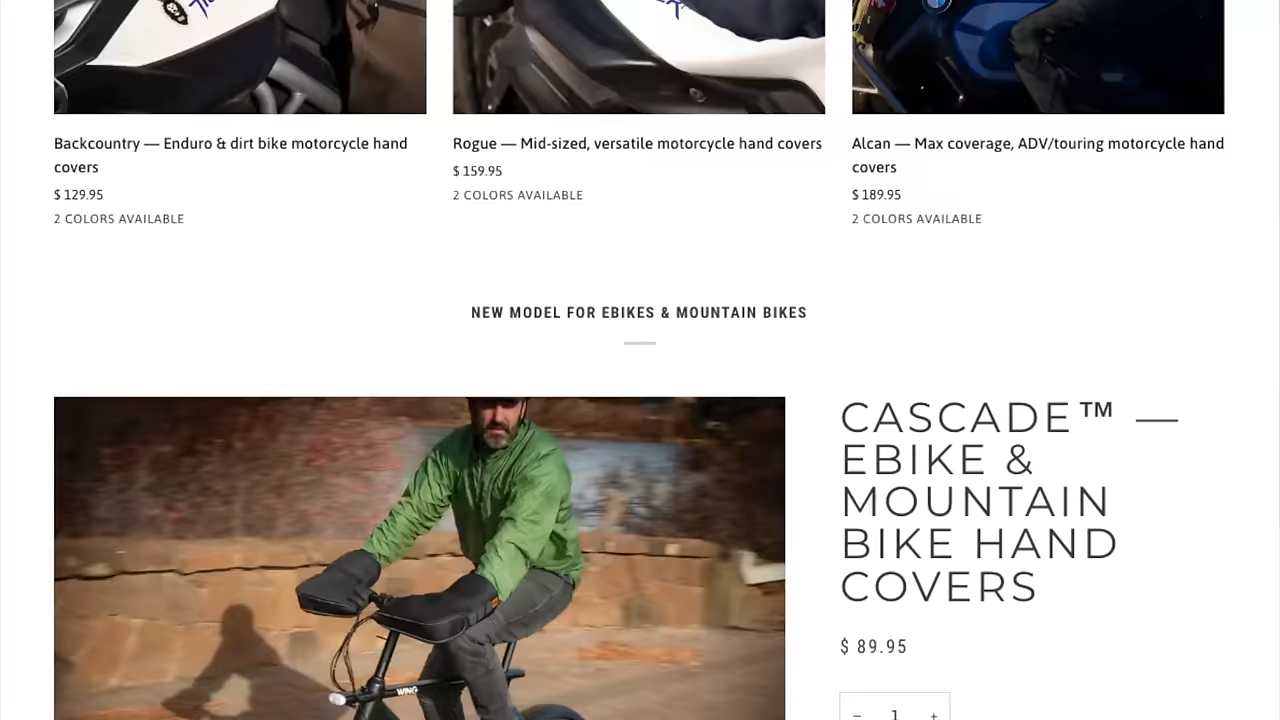 Backcountry — Enduro & dirt bike motorcycle hand
covers
$ 129.95
2 COLORS AVAILABLE
Rogue — Mid-sized, versatile motorcycle hand covers
$ 159.95
2 COLORS AVAILABLE
Alcan — Max coverage, ADV/touring motorcycle hand
covers
$ 189.95
2 COLORS AVAILABLE
NEW MODEL FOR EBIKES & MOUNTAIN BIKES
WING
CASCADE™ —
EBIKE &
MOUNTAIN
BIKE HAND
COVERS
$ 89.95
− 1 +